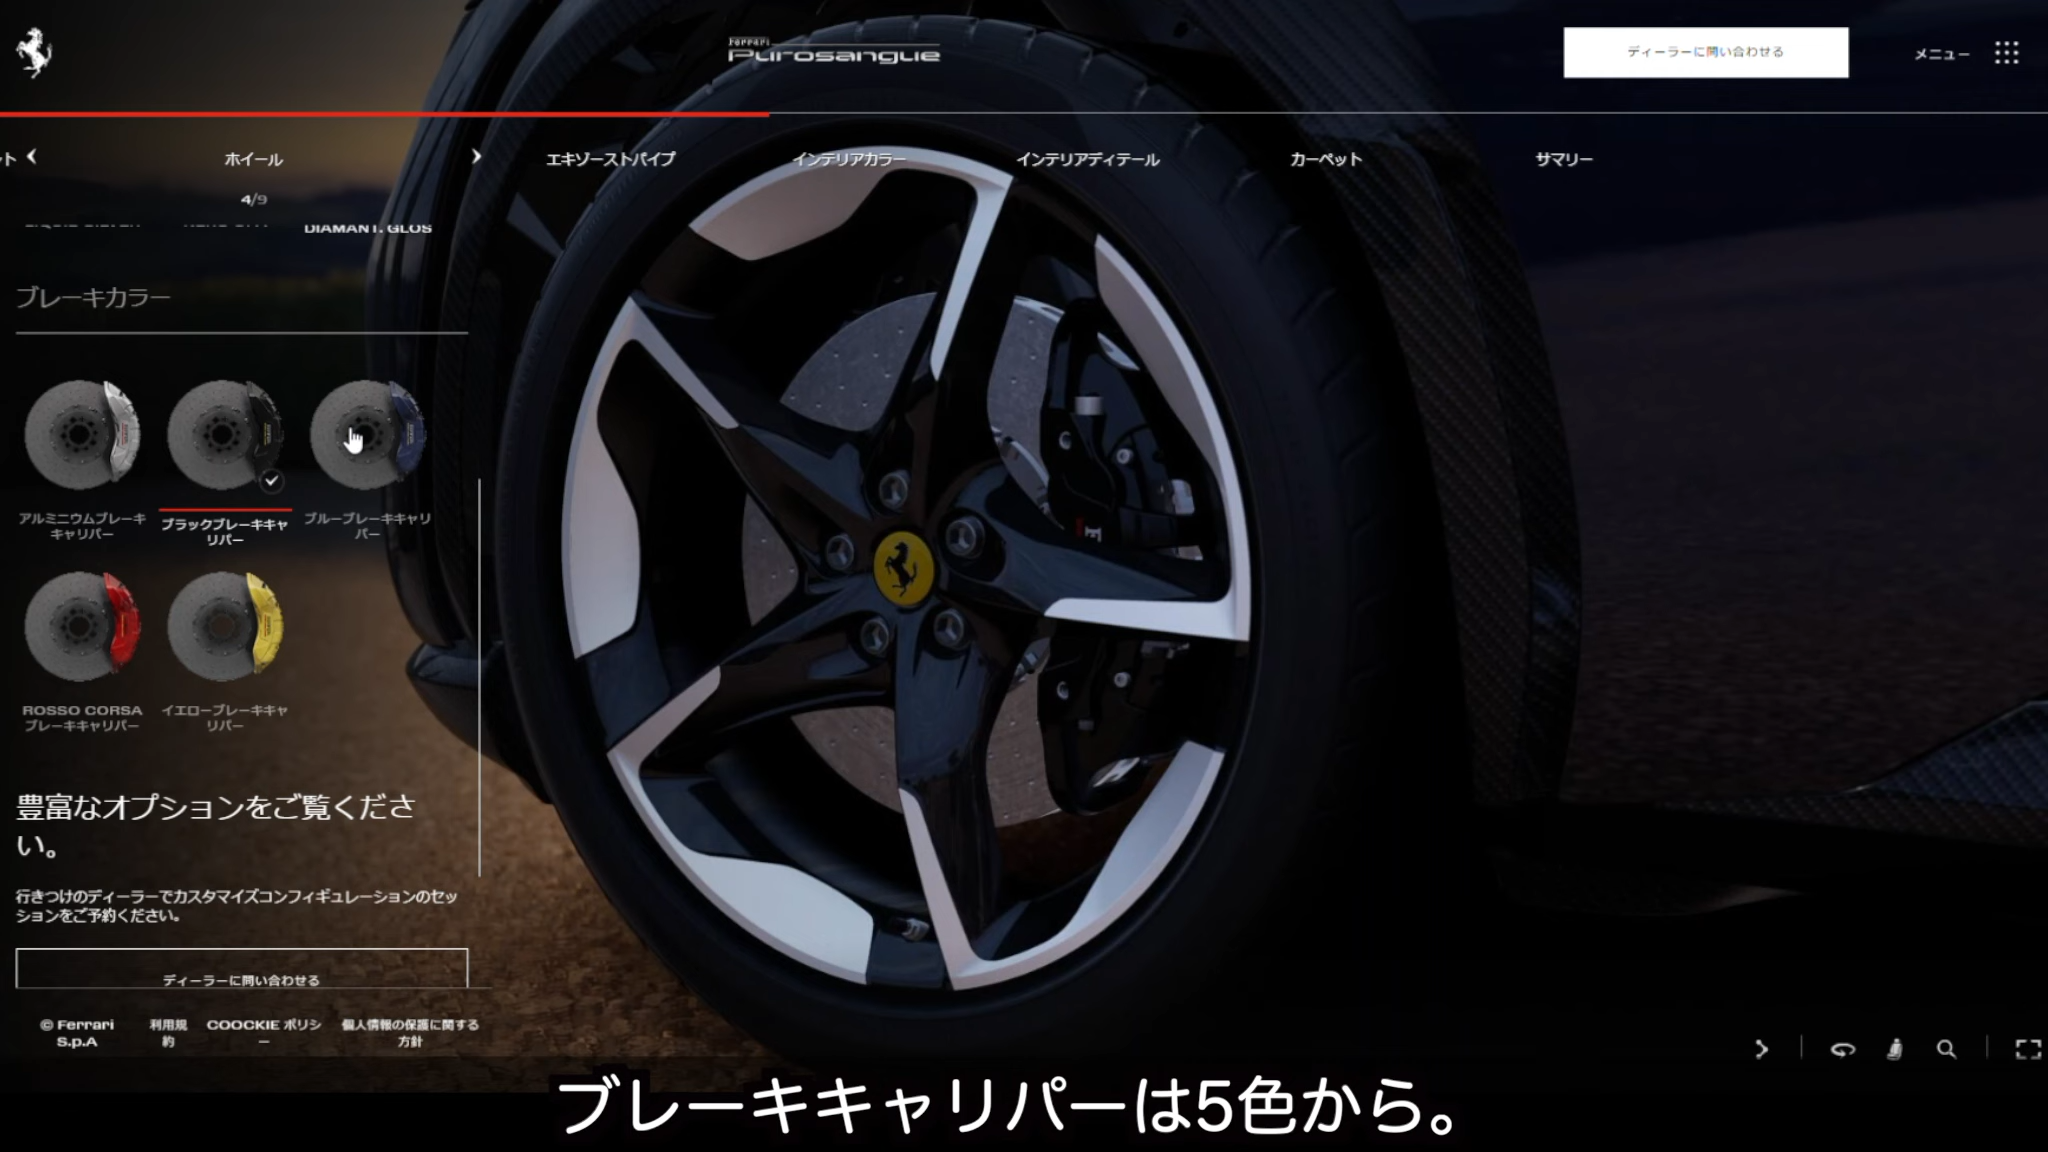 Ferrari
Purosangue
ディーラーに問い合わせる
メニュー
ット
ホイール
エキゾーストパイプ
インテリアカラー
インテリアディテール
カーペット
サマリー
4/9
DIAMANT. GLOS
ブレーキカラー
アルミニウムブレーキ
キャリパー
ブラックブレーキキャ
リパー
ブルーブレーキキャリ
パー
ROSSO CORSA
ブレーキキャリパー
イエローブレーキキャ
リパー
豊富なオプションをご覧くださ
い。
行きつけのディーラーでカスタマイズコンフィギュレーションのセッ
ションをご予約ください。
ディーラーに問い合わせる
© Ferrari
S.p.A
利用規
約
COOCKIE ポリシ
ー
個人情報の保護に関する
方針
ブレーキキャリパーは5色から。